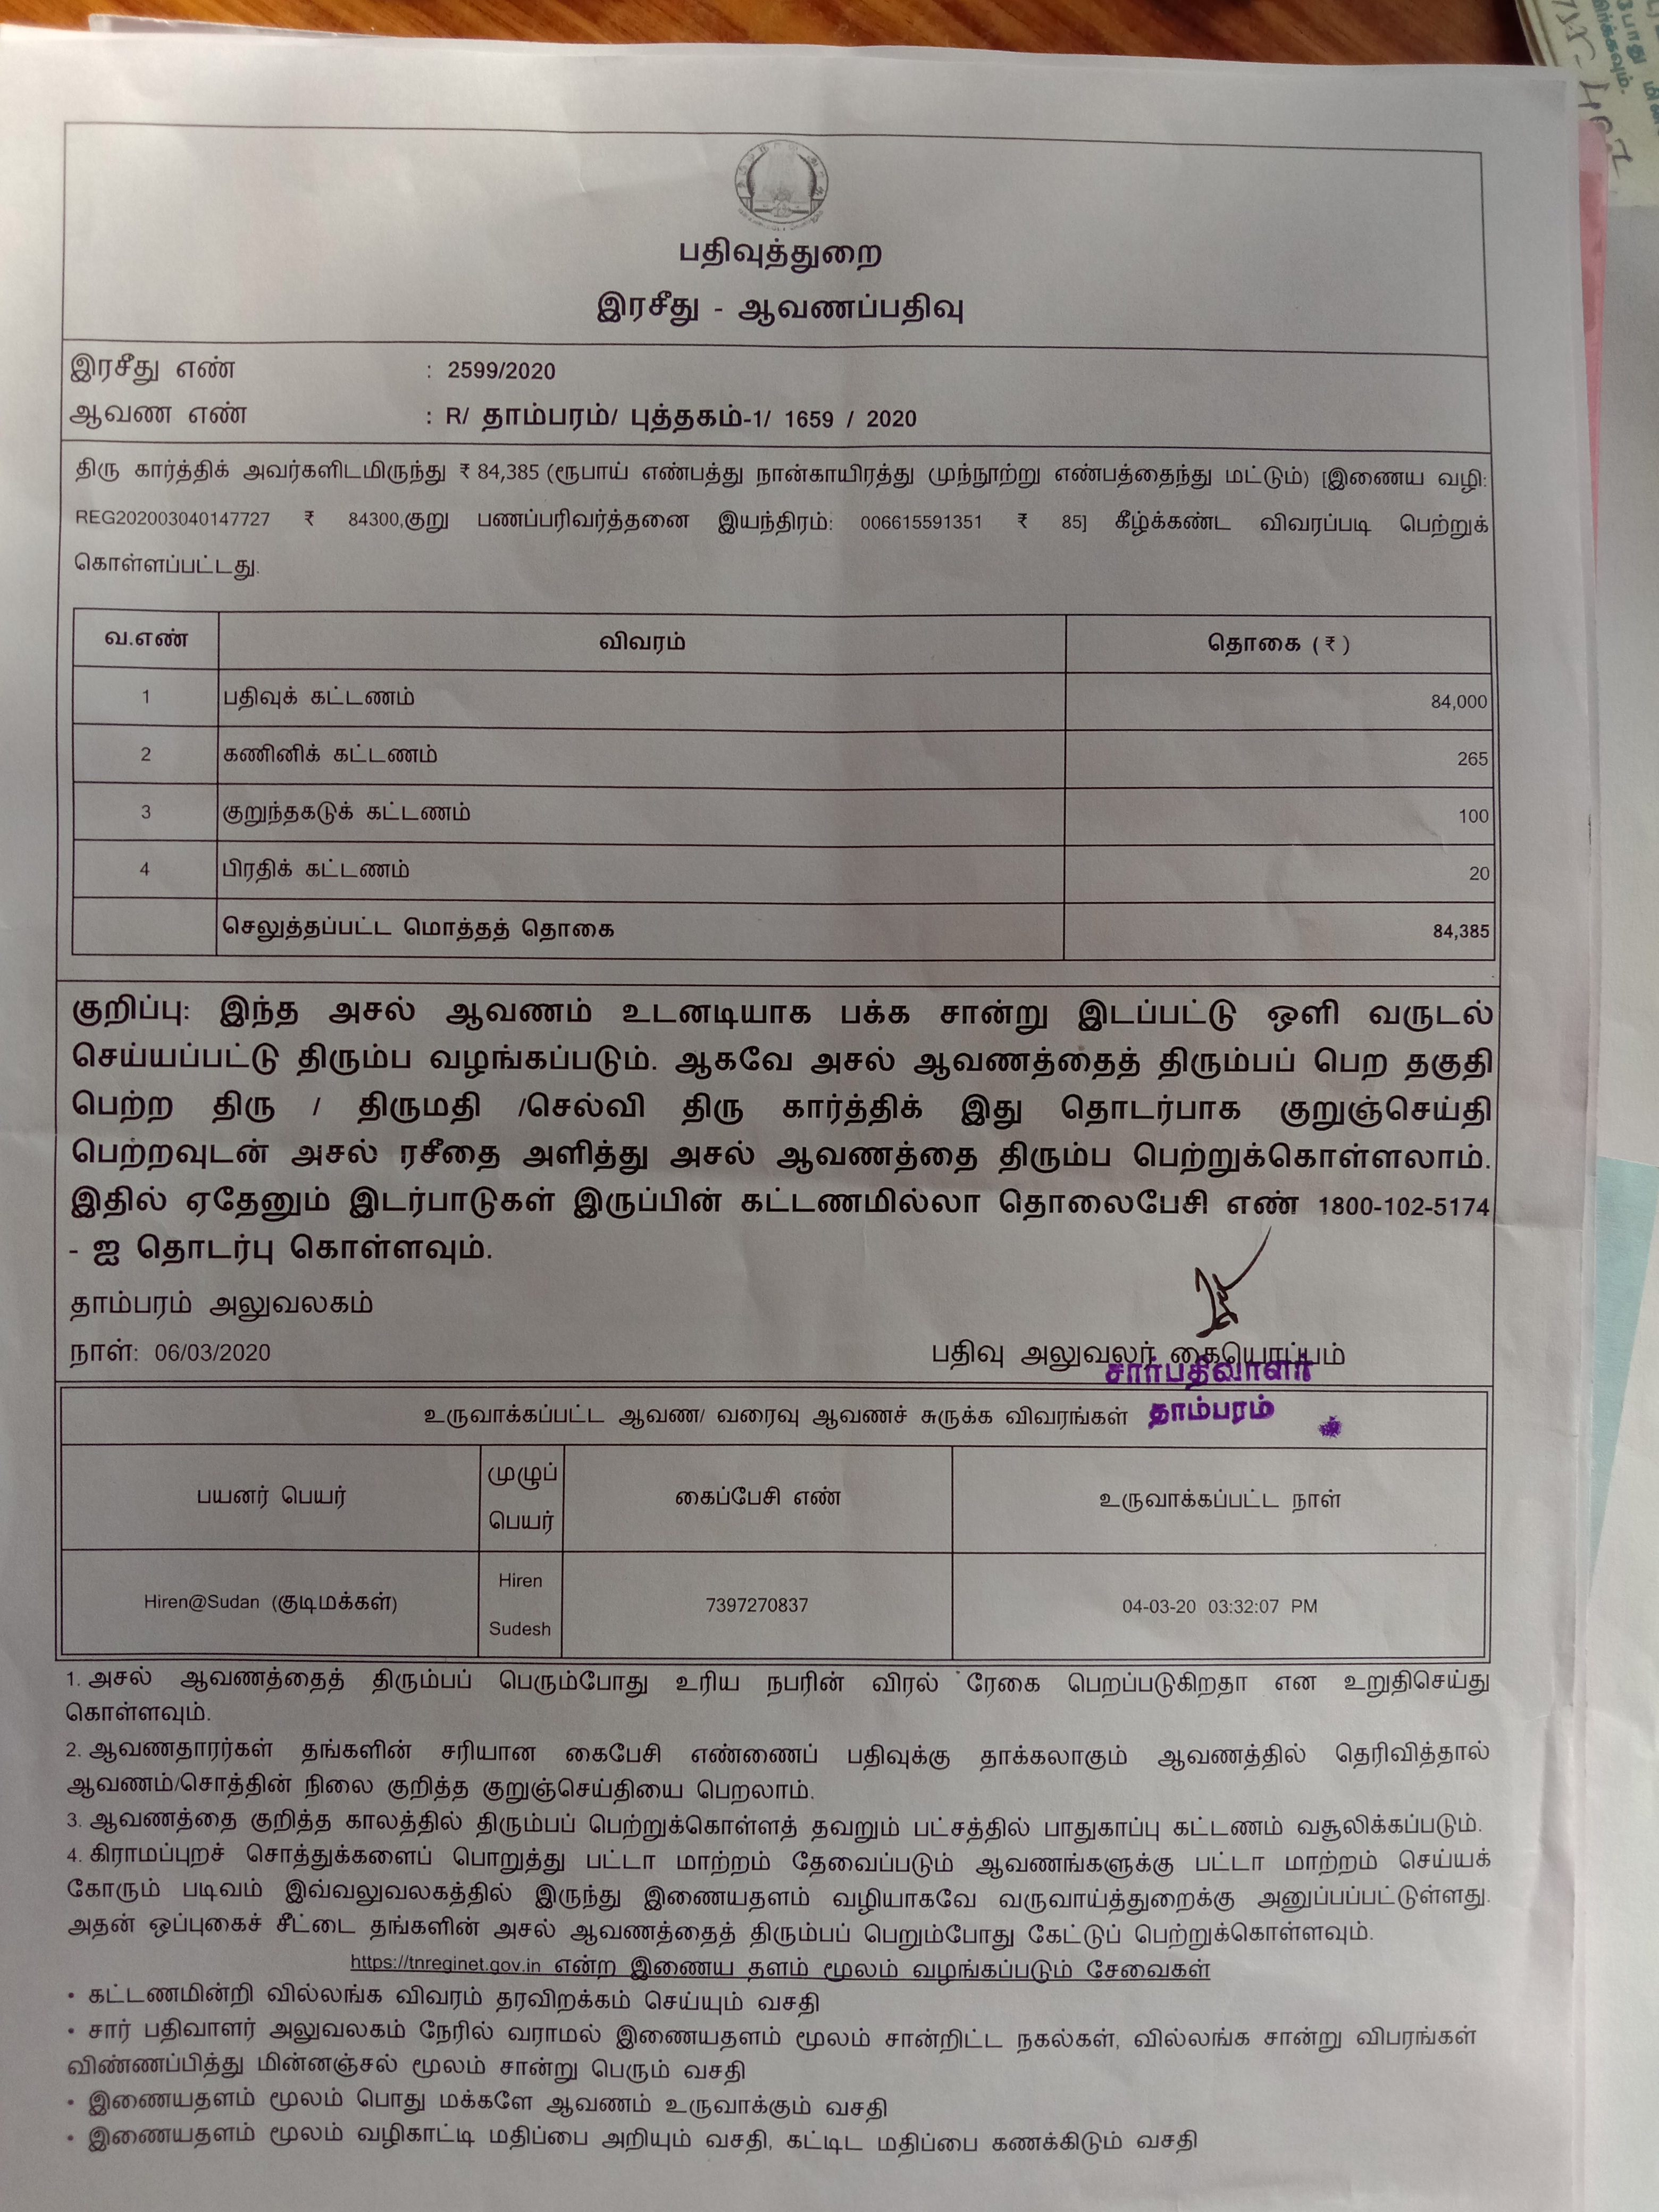 பதிவுத்துறை
இரசீது - ஆவணப்பதிவு
இரசீது எண் : 2599/2020
ஆவண எண் : R/ தாம்பரம்/ புத்தகம்-1/ 1659 / 2020
திரு கார்த்திக் அவர்களிடமிருந்து ₹ 84,385 (ரூபாய் எண்பத்து நான்காயிரத்து முந்நூற்று எண்பத்தைந்து மட்டும்) [இணைய வழி:
REG202003040147727 ₹ 84300,குறு பணப்பரிவர்த்தனை இயந்திரம்: 006615591351 ₹ 85] கீழ்க்கண்ட விவரப்படி பெற்றுக்
கொள்ளப்பட்டது.
வ.எண் விவரம் தொகை (₹)
1 பதிவுக் கட்டணம் 84,000
2 கணினிக் கட்டணம் 265
3 குறுந்தகடுக் கட்டணம் 100
4 பிரதிக் கட்டணம் 20
செலுத்தப்பட்ட மொத்தத் தொகை 84,385
குறிப்பு: இந்த அசல் ஆவணம் உடனடியாக பக்க சான்று இடப்பட்டு ஒளி வருடல்
செய்யப்பட்டு திரும்ப வழங்கப்படும். ஆகவே அசல் ஆவணத்தைத் திரும்பப் பெற தகுதி
பெற்ற திரு / திருமதி /செல்வி திரு கார்த்திக் இது தொடர்பாக குறுஞ்செய்தி
பெற்றவுடன் அசல் ரசீதை அளித்து அசல் ஆவணத்தை திரும்ப பெற்றுக்கொள்ளலாம்.
இதில் ஏதேனும் இடர்பாடுகள் இருப்பின் கட்டணமில்லா தொலைபேசி எண் 1800-102-5174
- ஐ தொடர்பு கொள்ளவும்.
தாம்பரம் அலுவலகம்
நாள்: 06/03/2020 பதிவு அலுவலர் கையொப்பம்
சார்பதிவாளர்
தாம்பரம்
உருவாக்கப்பட்ட ஆவண/ வரைவு ஆவணச் சுருக்க விவரங்கள்
பயனர் பெயர் முழுப் பெயர் கைப்பேசி எண் உருவாக்கப்பட்ட நாள்
Hiren@Sudan (குடிமக்கள்) Hiren Sudesh 7397270837 04-03-20 03:32:07 PM
1. அசல் ஆவணத்தைத் திரும்பப் பெரும்போது உரிய நபரின் விரல் ரேகை பெறப்படுகிறதா என உறுதிசெய்து
கொள்ளவும்.
2. ஆவணதாரர்கள் தங்களின் சரியான கைபேசி எண்ணைப் பதிவுக்கு தாக்கலாகும் ஆவணத்தில் தெரிவித்தால்
ஆவணம்/சொத்தின் நிலை குறித்த குறுஞ்செய்தியை பெறலாம்.
3. ஆவணத்தை குறித்த காலத்தில் திரும்பப் பெற்றுக்கொள்ளத் தவறும் பட்சத்தில் பாதுகாப்பு கட்டணம் வசூலிக்கப்படும்.
4. கிராமப்புறச் சொத்துக்களைப் பொறுத்து பட்டா மாற்றம் தேவைப்படும் ஆவணங்களுக்கு பட்டா மாற்றம் செய்யக்
கோரும் படிவம் இவ்வலுவலகத்தில் இருந்து இணையதளம் வழியாகவே வருவாய்த்துறைக்கு அனுப்பப்பட்டுள்ளது.
அதன் ஒப்புகைச் சீட்டை தங்களின் அசல் ஆவணத்தைத் திரும்பப் பெறும்போது கேட்டுப் பெற்றுக்கொள்ளவும்.
https://tnreginet.gov.in என்ற இணைய தளம் மூலம் வழங்கப்படும் சேவைகள்
• கட்டணமின்றி வில்லங்க விவரம் தரவிறக்கம் செய்யும் வசதி
• சார் பதிவாளர் அலுவலகம் நேரில் வராமல் இணையதளம் மூலம் சான்றிட்ட நகல்கள், வில்லங்க சான்று விபரங்கள்
விண்ணப்பித்து மின்னஞ்சல் மூலம் சான்று பெரும் வசதி
• இணையதளம் மூலம் பொது மக்களே ஆவணம் உருவாக்கும் வசதி
• இணையதளம் மூலம் வழிகாட்டி மதிப்பை அறியும் வசதி, கட்டிட மதிப்பை கணக்கிடும் வசதி